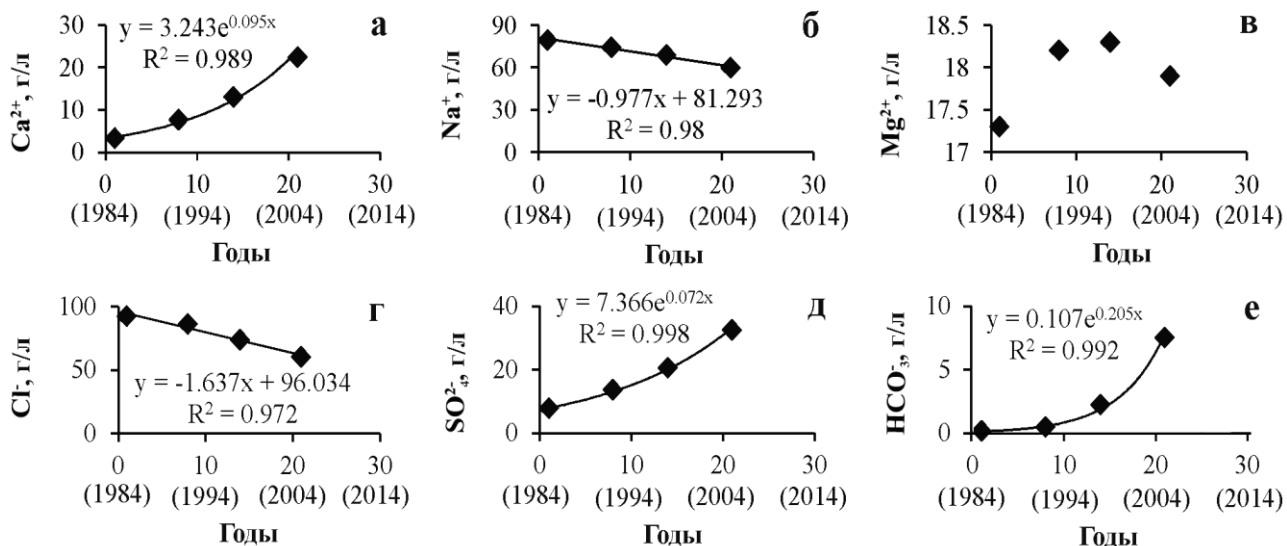 а
y = 3.243e^0.095x
R² = 0.989
Ca²⁺, г/л
30
20
10
0
0 10 20 30
(1984) (1994) (2004) (2014)
Годы
б
y = -0.977x + 81.293
R² = 0.98
Na⁺, г/л
90
60
30
0
0 10 20 30
(1984) (1994) (2004) (2014)
Годы
в
Mg²⁺, г/л
18.5
18
17.5
17
0 10 20 30
(1984) (1994) (2004) (2014)
Годы
г
y = -1.637x + 96.034
R² = 0.972
Cl⁻, г/л
100
50
0
0 10 20 30
(1984) (1994) (2004) (2014)
Годы
д
y = 7.366e^0.072x
R² = 0.998
SO₄²⁻, г/л
40
20
0
0 10 20 30
(1984) (1994) (2004) (2014)
Годы
е
y = 0.107e^0.205x
R² = 0.992
HCO₃⁻, г/л
10
5
0
0 10 20 30
(1984) (1994) (2004) (2014)
Годы